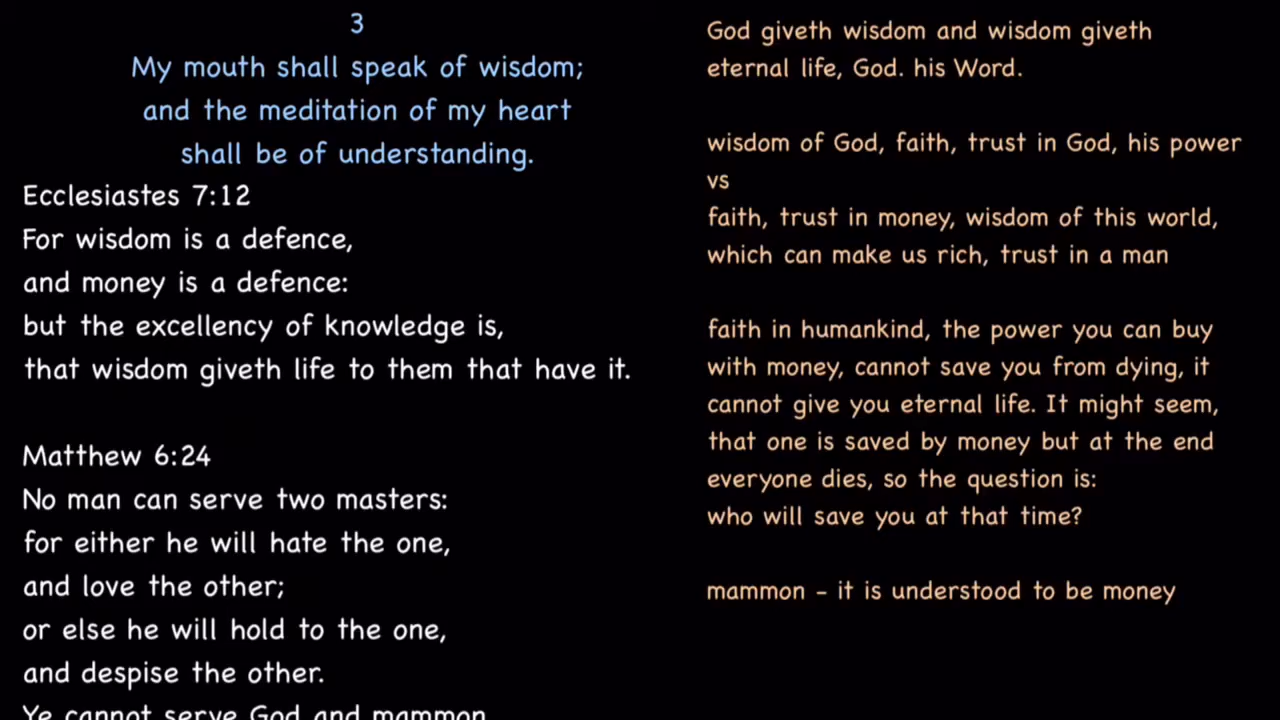 3
My mouth shall speak of wisdom;
and the meditation of my heart
shall be of understanding.
Ecclesiastes 7:12
For wisdom is a defence,
and money is a defence:
but the excellency of knowledge is,
that wisdom giveth life to them that have it.
Matthew 6:24
No man can serve two masters:
for either he will hate the one,
and love the other;
or else he will hold to the one,
and despise the other.
Ye cannot serve God and mammon
God giveth wisdom and wisdom giveth
eternal life, God. his Word.
wisdom of God, faith, trust in God, his power
vs
faith, trust in money, wisdom of this world,
which can make us rich, trust in a man
faith in humankind, the power you can buy
with money, cannot save you from dying, it
cannot give you eternal life. It might seem,
that one is saved by money but at the end
everyone dies, so the question is:
who will save you at that time?
mammon - it is understood to be money